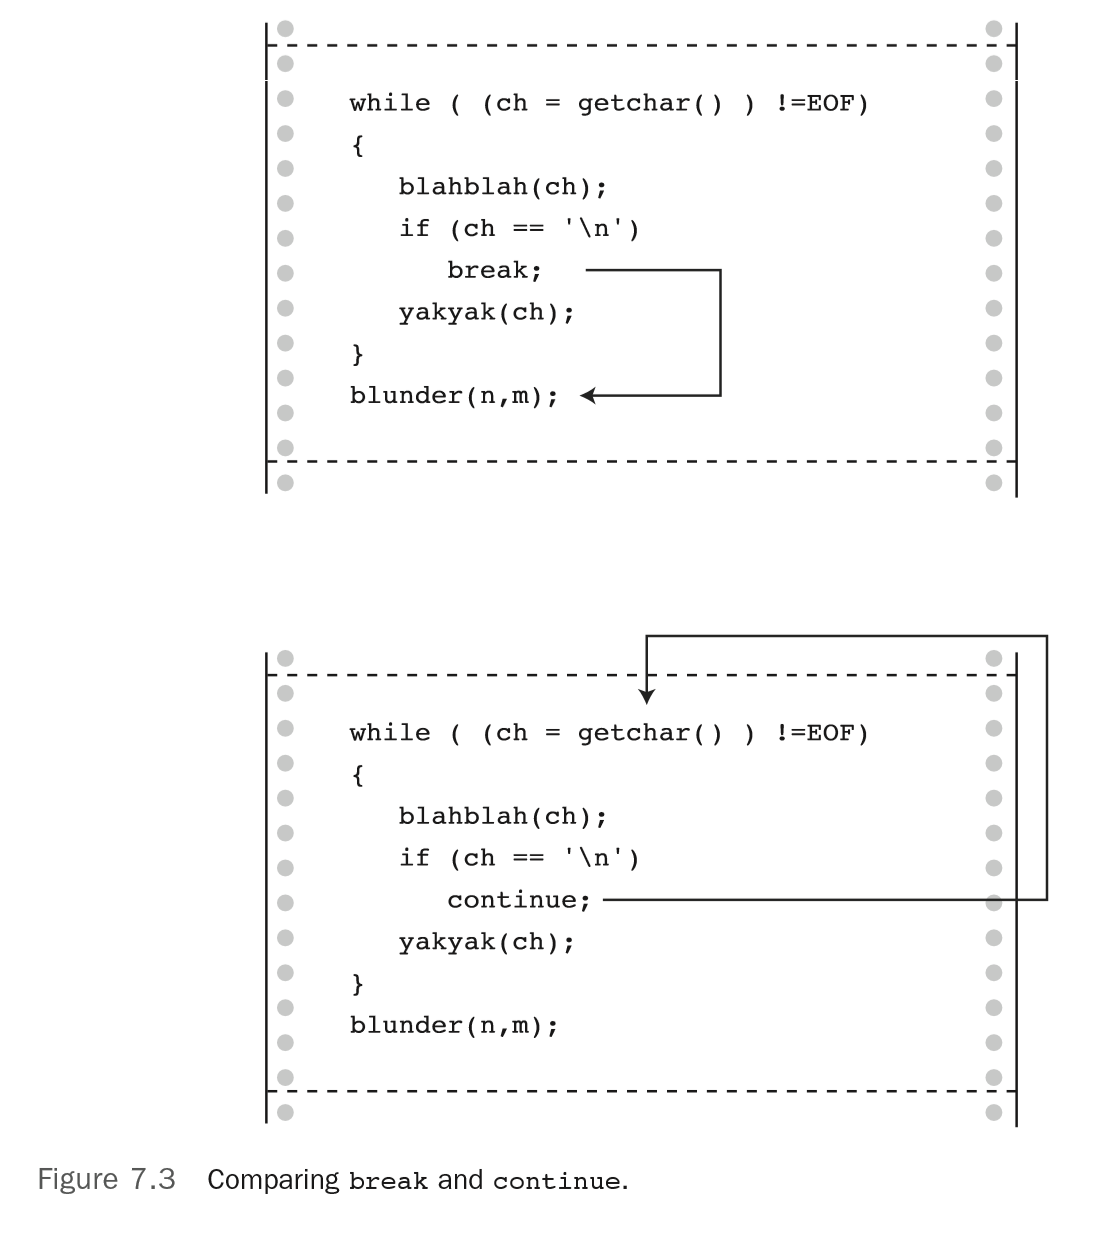 while ( (ch = getchar() ) !=EOF)
{
blahblah(ch);
if (ch == '\n')
break;
yakyak(ch);
}
blunder(n,m);
while ( (ch = getchar() ) !=EOF)
{
blahblah(ch);
if (ch == '\n')
continue;
yakyak(ch);
}
blunder(n,m);
Figure 7.3 Comparing break and continue.